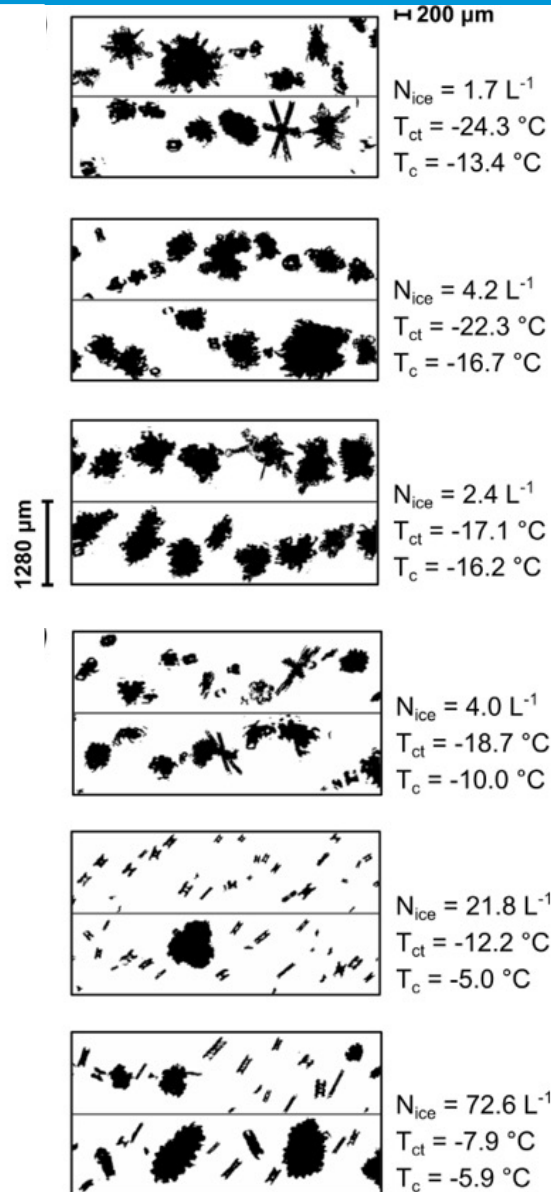 200 µm
N_ice = 1.7 L⁻¹
T_ct = -24.3 °C
T_c = -13.4 °C
N_ice = 4.2 L⁻¹
T_ct = -22.3 °C
T_c = -16.7 °C
1280 µm
N_ice = 2.4 L⁻¹
T_ct = -17.1 °C
T_c = -16.2 °C
N_ice = 4.0 L⁻¹
T_ct = -18.7 °C
T_c = -10.0 °C
N_ice = 21.8 L⁻¹
T_ct = -12.2 °C
T_c = -5.0 °C
N_ice = 72.6 L⁻¹
T_ct = -7.9 °C
T_c = -5.9 °C